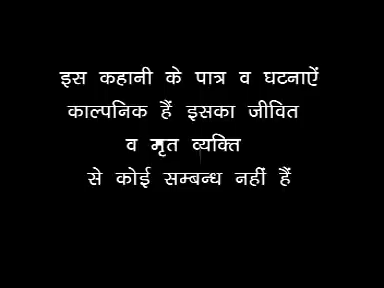 इस कहानी के पात्र व घटनाऐं
काल्पनिक हैं इसका जीवित
व मृत व्यक्ति
से कोई सम्बन्ध नहीं हैं